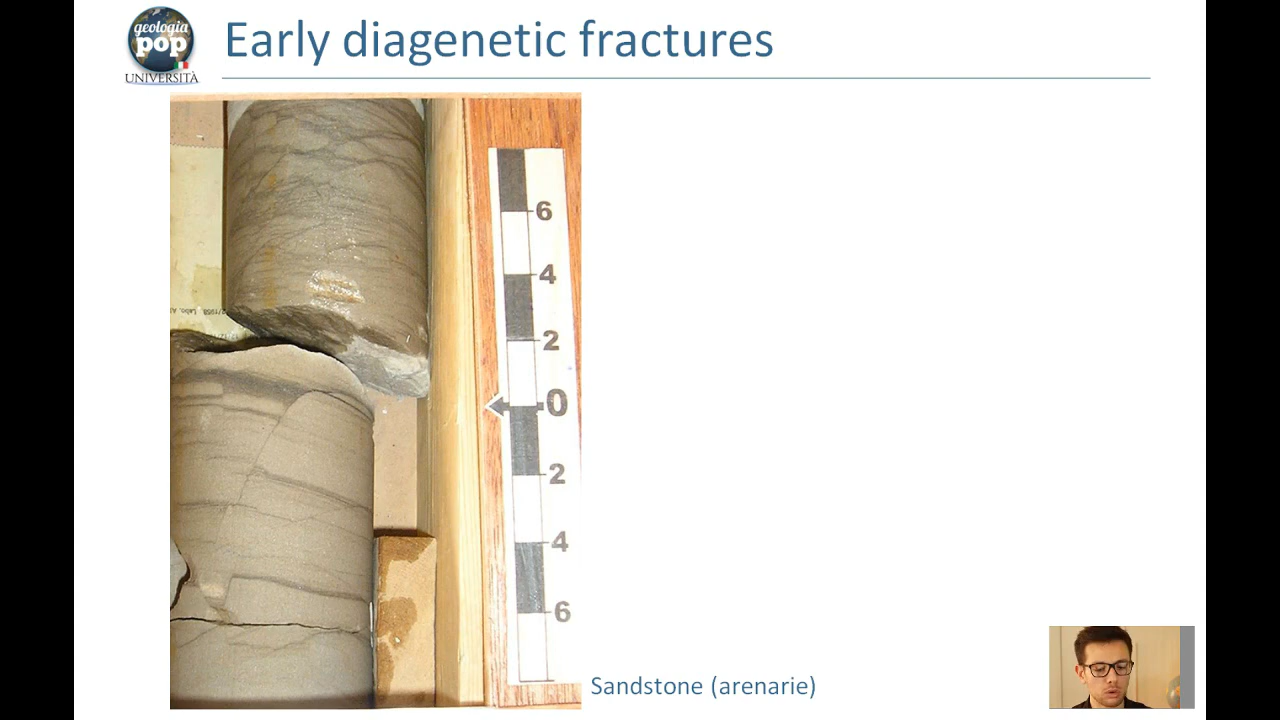 geologia
pop
UNIVERSITÀ
Early diagenetic fractures
6
4
2
0
2
4
6
Sandstone (arenarie)